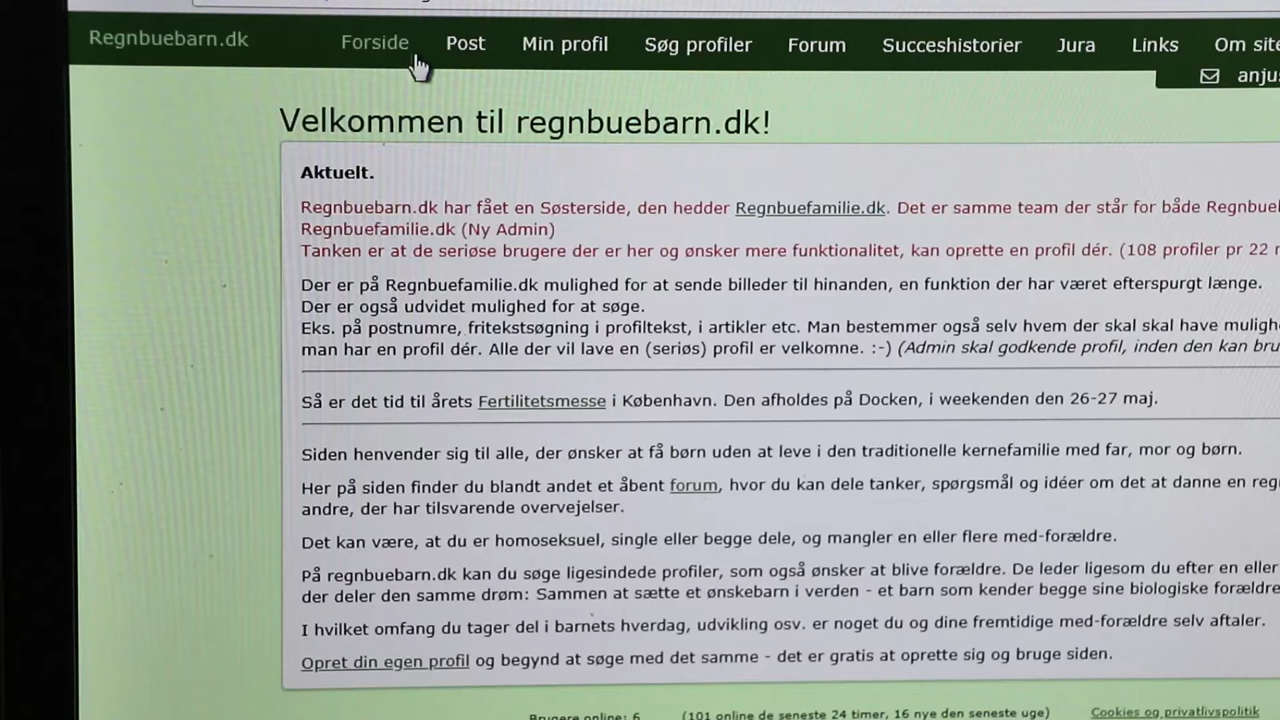 Regnbuebarn.dk Forside Post Min profil Søg profiler Forum Succeshistorier Jura Links Om
Velkommen til regnbuebarn.dk!
Aktuelt.
Regnbuebarn.dk har fået en Søsterside, den hedder Regnbuefamilie.dk. Det er samme team der står for både
Regnbuefamilie.dk (Ny Admin)
Tanken er at de seriøse brugere der er her og ønsker mere funktionalitet, kan oprette en profil dér. (108 profiler pr 22
Der er på Regnbuefamilie.dk mulighed for at sende billeder til hinanden, en funktion der har været efterspurgt længe.
Der er også udvidet mulighed for at søge.
Eks. på postnumre, fritekstsøgning i profiltekst, i artikler etc. Man bestemmer også selv hvem der skal skal have
man har en profil dér. Alle der vil lave en (seriøs) profil er velkomne. :-) (Admin skal godkende profil, inden den kan
Så er det tid til årets Fertilitetsmesse i København. Den afholdes på Docken, i weekenden den 26-27 maj.
Siden henvender sig til alle, der ønsker at få børn uden at leve i den traditionelle kernefamilie med far, mor og børn.
Her på siden finder du blandt andet et åbent forum, hvor du kan dele tanker, spørgsmål og idéer om det at danne en
andre, der har tilsvarende overvejelser.
Det kan være, at du er homoseksuel, single eller begge dele, og mangler en eller flere med-forældre.
På regnbuebarn.dk kan du søge ligesindede profiler, som også ønsker at blive forældre. De leder ligesom du efter en eller
der deler den samme drøm: Sammen at sætte et ønskebarn i verden - et barn som kender begge sine biologiske forældre
I hvilket omfang du tager del i barnets hverdag, udvikling osv. er noget du og dine fremtidige med-forældre selv aftaler.
Opret din egen profil og begynd at søge med det samme - det er gratis at oprette sig og bruge siden.
Brugere online: 6 (101 online de seneste 24 timer, 16 nye den seneste uge) Cookies og privatlivspolitik